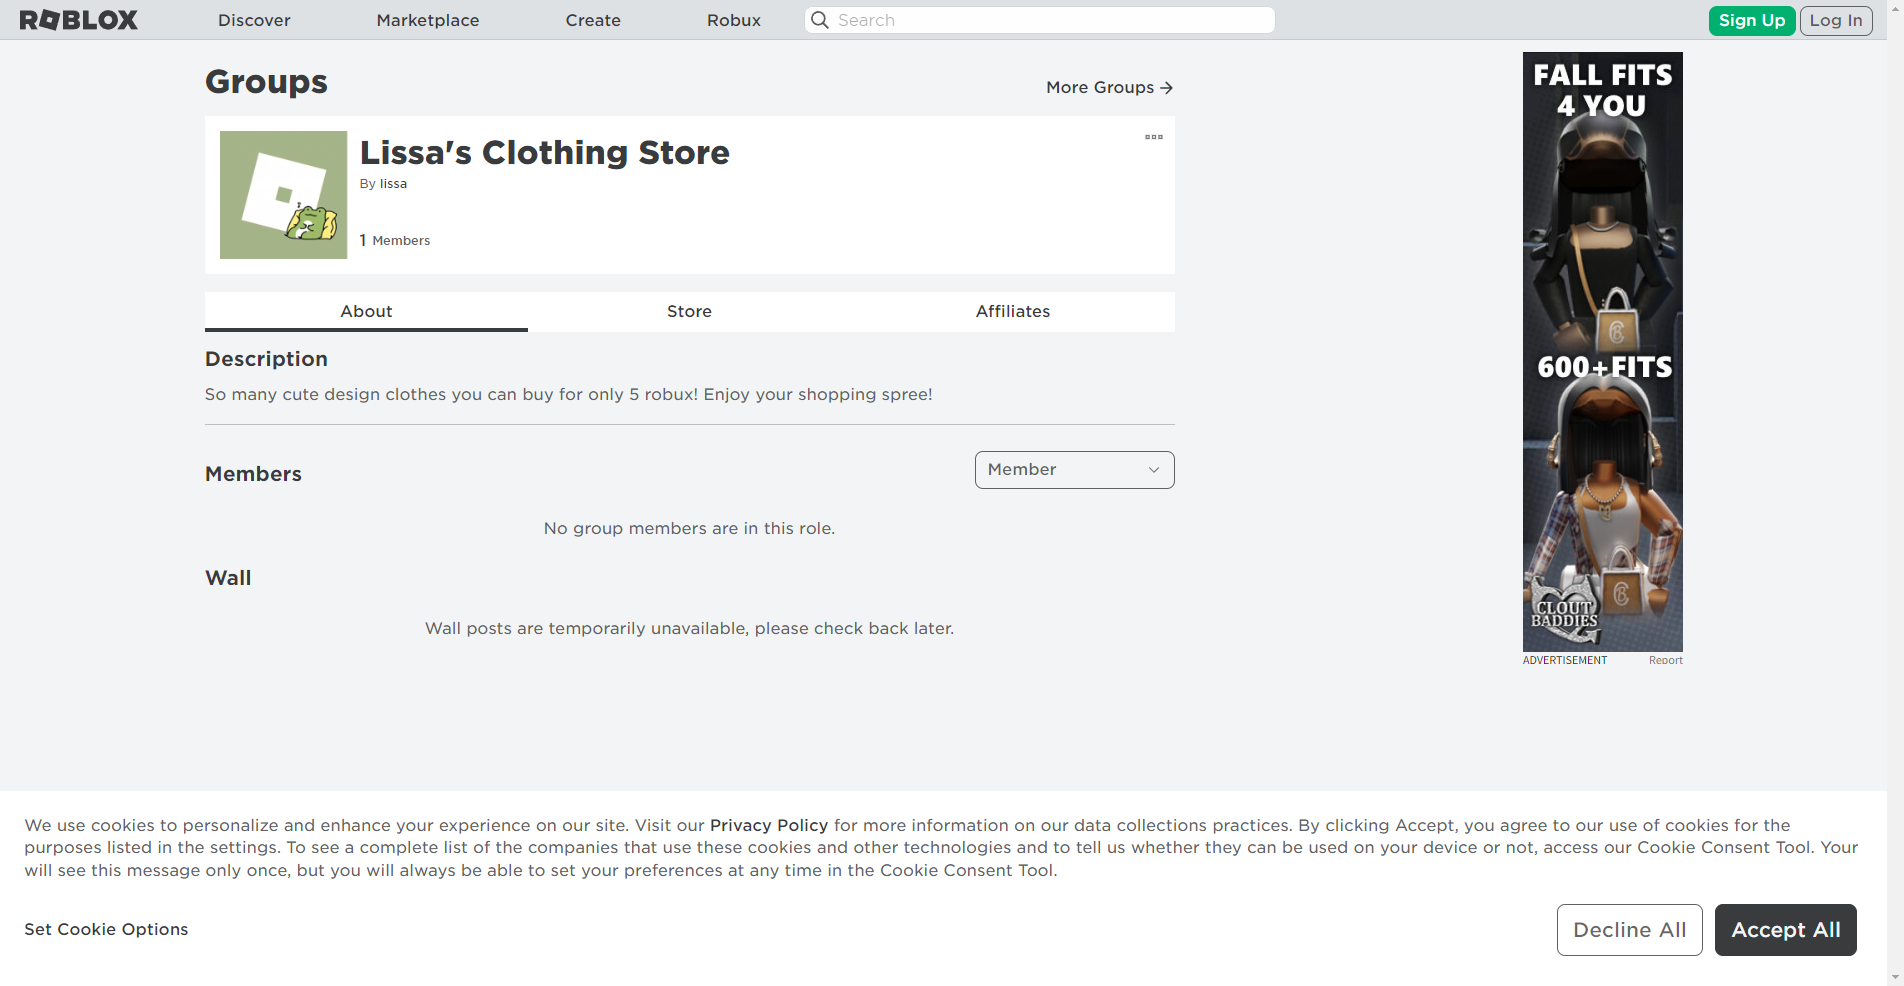 ROBLOX
Discover
Marketplace
Create
Robux
Search
Sign Up
Log In
Groups
More Groups
Lissa's Clothing Store
By lissa
1 Members
About
Store
Affiliates
Description
So many cute design clothes you can buy for only 5 robux! Enjoy your shopping spree!
Members
Member
No group members are in this role.
Wall
Wall posts are temporarily unavailable, please check back later.
FALL FITS
4 YOU
600+FITS
CLOUT
BADDIES
ADVERTISEMENT
Report
We use cookies to personalize and enhance your experience on our site. Visit our Privacy Policy for more information on our data collections practices. By clicking Accept, you agree to our use of cookies for the
purposes listed in the settings. To see a complete list of the companies that use these cookies and other technologies and to tell us whether they can be used on your device or not, access our Cookie Consent Tool. Your
will see this message only once, but you will always be able to set your preferences at any time in the Cookie Consent Tool.
Set Cookie Options
Decline All
Accept All